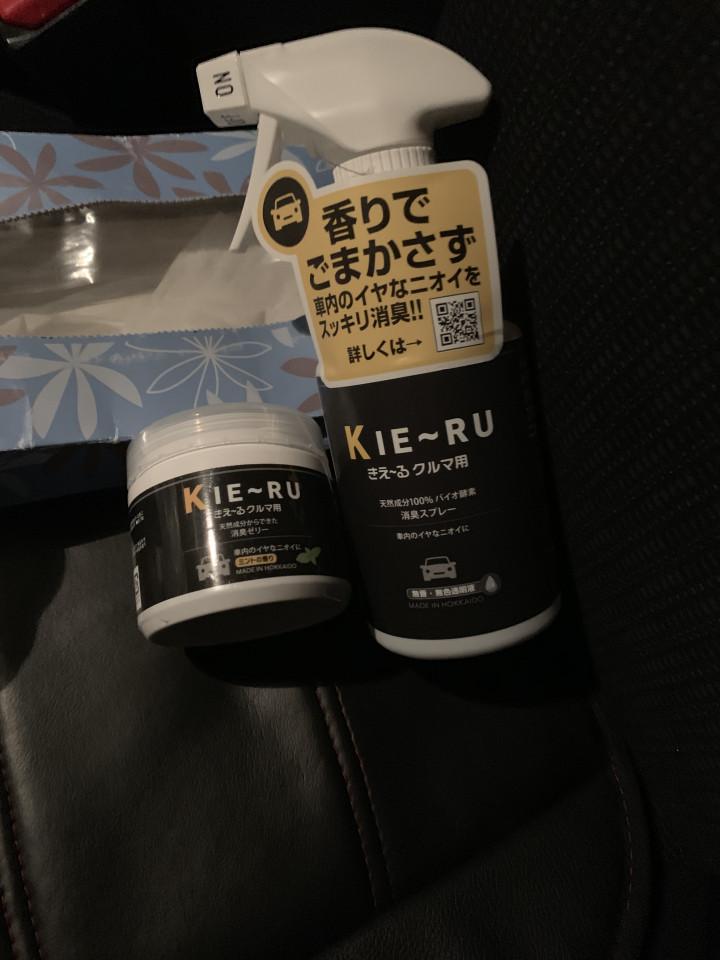 NO
香りで
ごまかさず
車内のイヤなニオイを
スッキリ消臭!!
詳しくは→
KIE~RU
きえ~る クルマ用
天然成分100% バイオ酵素
消臭スプレー
車内のイヤなニオイに
無香・無色透明液
MADE IN HOKKAIDO
KIE~RU
きえ~る クルマ用
天然成分からできた
消臭ゼリー
車内のイヤなニオイに
ミントの香り
MADE IN HOKKAIDO